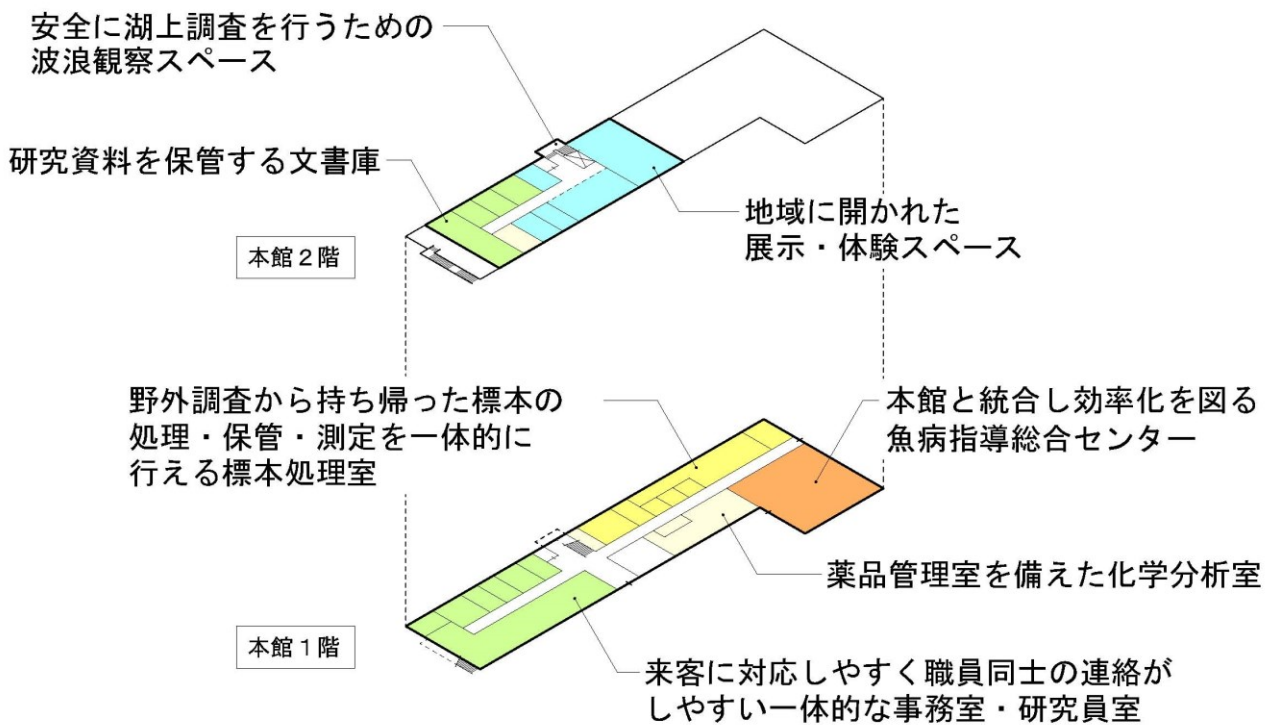 安全に湖上調査を行うための
波浪観察スペース
研究資料を保管する文書庫
地域に開かれた
展示・体験スペース
本館２階
野外調査から持ち帰った標本の
処理・保管・測定を一体的に
行える標本処理室
本館と統合し効率化を図る
魚病指導総合センター
薬品管理室を備えた化学分析室
本館１階
来客に対応しやすく職員同士の連絡が
しやすい一体的な事務室・研究員室